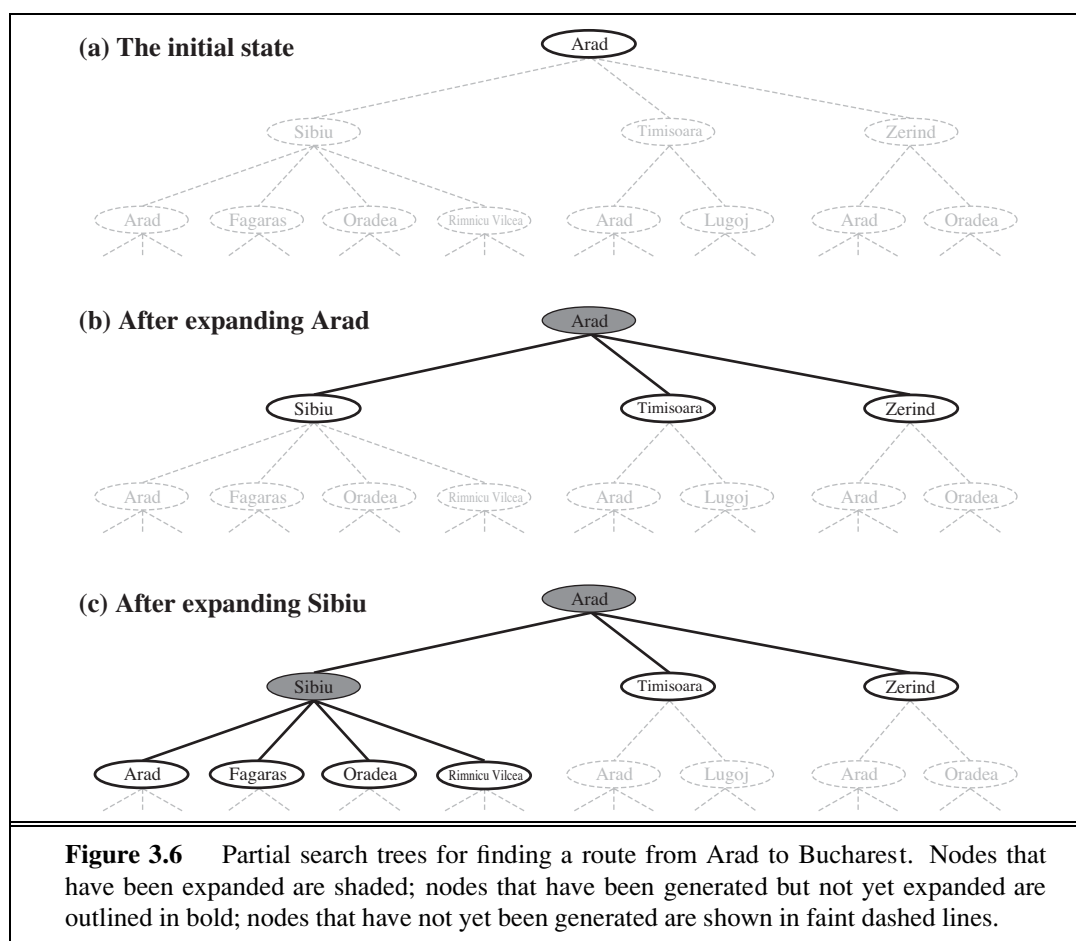 (a) The initial state
Arad
Sibiu Timisoara Zerind
Arad Fagaras Oradea Rimnicu Vilcea Arad Lugoj Arad Oradea
(b) After expanding Arad
Arad
Sibiu Timisoara Zerind
Arad Fagaras Oradea Rimnicu Vilcea Arad Lugoj Arad Oradea
(c) After expanding Sibiu
Arad
Sibiu Timisoara Zerind
Arad Fagaras Oradea Rimnicu Vilcea Arad Lugoj Arad Oradea
Figure 3.6 Partial search trees for finding a route from Arad to Bucharest. Nodes that
have been expanded are shaded; nodes that have been generated but not yet expanded are
outlined in bold; nodes that have not yet been generated are shown in faint dashed lines.